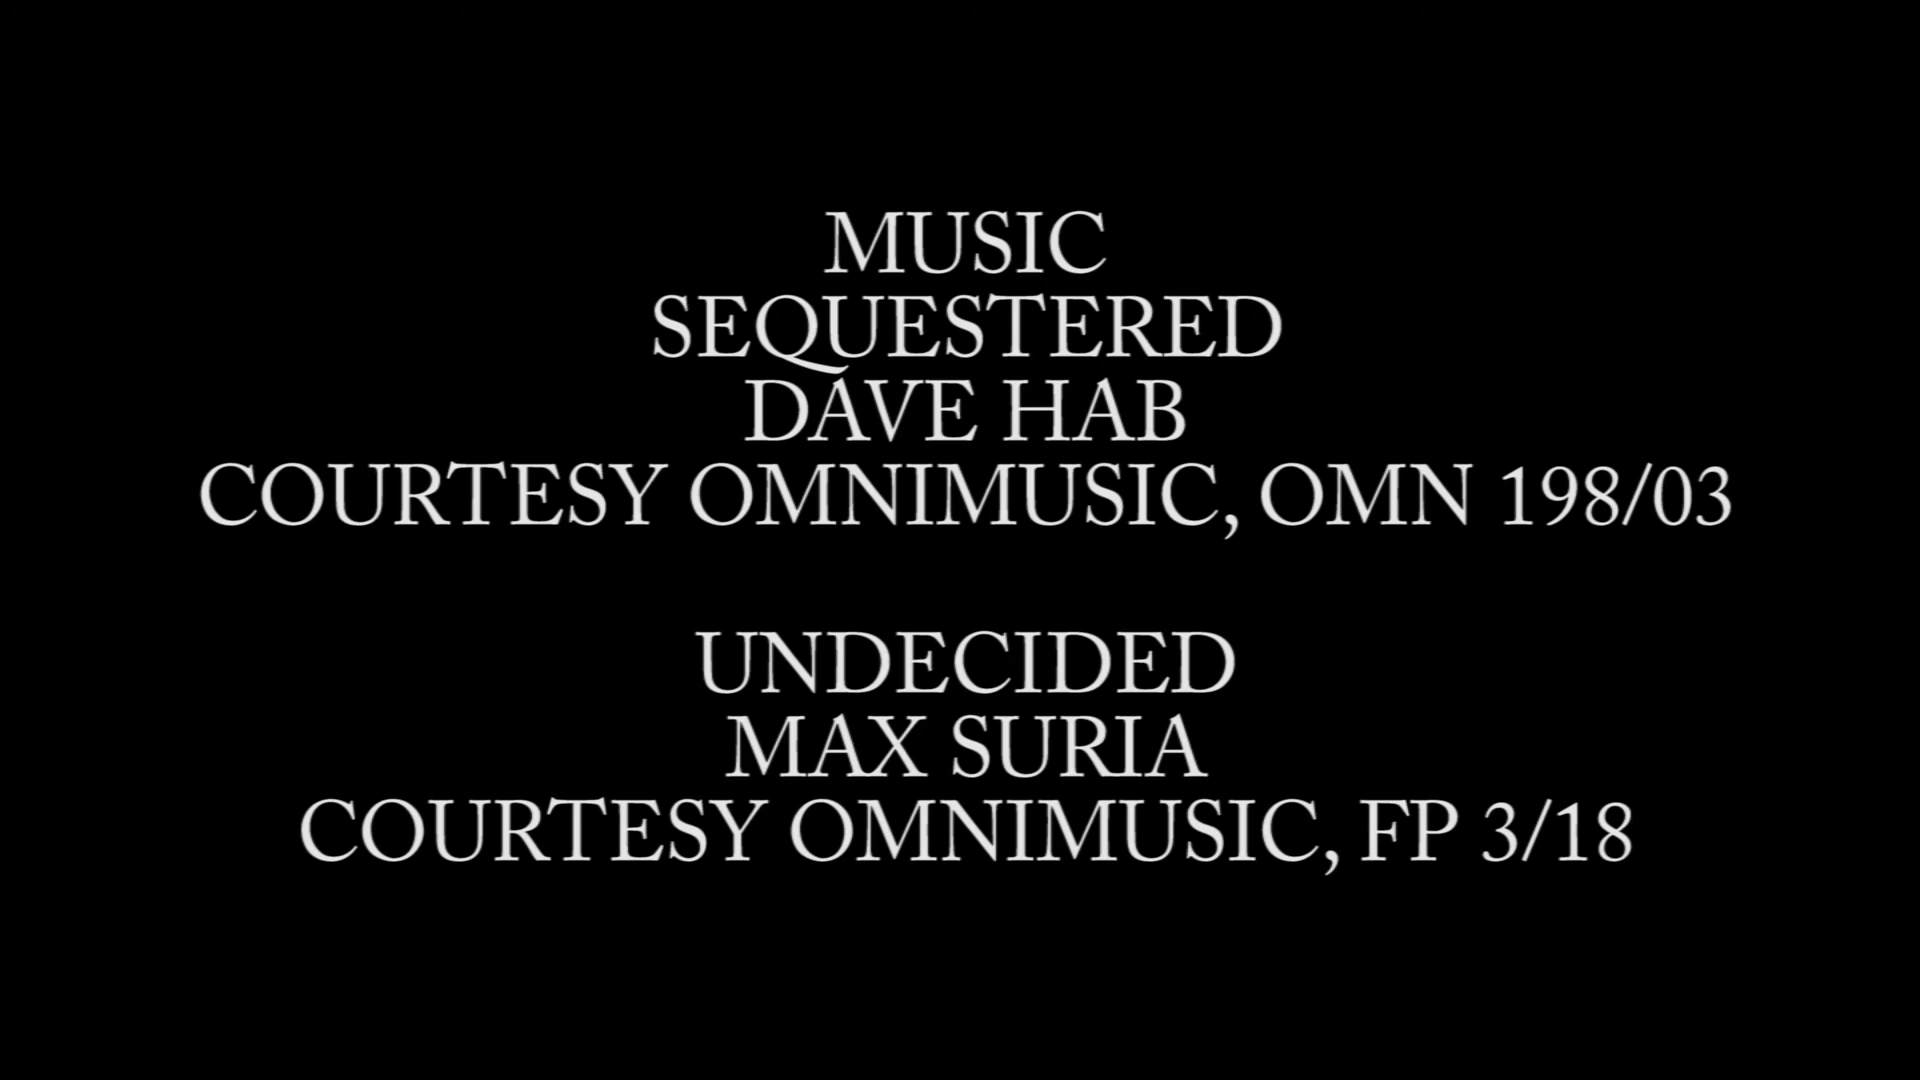 MUSIC
SEQUESTERED
DAVE HAB
COURTESY OMNIMUSIC, OMN 198/03
UNDECIDED
MAX SURIA
COURTESY OMNIMUSIC, FP 3/18